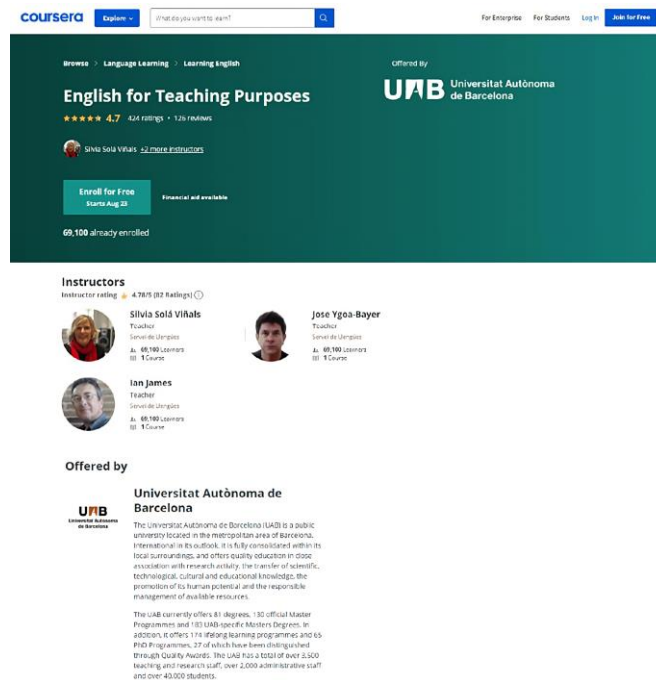 coursera
Explore
What do you want to learn?
For Enterprise For Students Log In Join for Free
Browse > Language Learning > Learning English
Offered By
English for Teaching Purposes
UAB Universitat Autònoma de Barcelona
4.7 424 ratings • 126 reviews
Silvia Solá Viñals +2 more instructors
Enroll for Free
Starts Aug 23
Financial aid available
69,100 already enrolled
Instructors
Instructor rating 4.78/5 (82 Ratings)
Silvia Solá Viñals
Teacher
Servei de Llengües
69,100 Learners
1 Course
Jose Ygoa-Bayer
Teacher
Servei de Llengües
69,100 Learners
1 Course
Ian James
Teacher
Servei de Llengües
69,100 Learners
1 Course
Offered by
UAB
Universitat Autònoma
de Barcelona
Universitat Autònoma de
Barcelona
The Universitat Autònoma de Barcelona (UAB) is a public
university located in the metropolitan area of Barcelona.
International in its outlook, it is fully consolidated within its
local surroundings, and offers quality education in close
association with research activity, the transfer of scientific,
technological, cultural and educational knowledge, the
promotion of its human potential and the responsible
management of available resources.
The UAB currently offers 81 degrees, 130 official Master
Programmes and 183 UAB-specific Masters Degrees. In
addition, it offers 174 lifelong learning programmes and 65
PhD Programmes, 27 of which have been distinguished
through Quality Awards. The UAB has a total of over 3,500
teaching and research staff, over 2,000 administrative staff
and over 40,000 students.